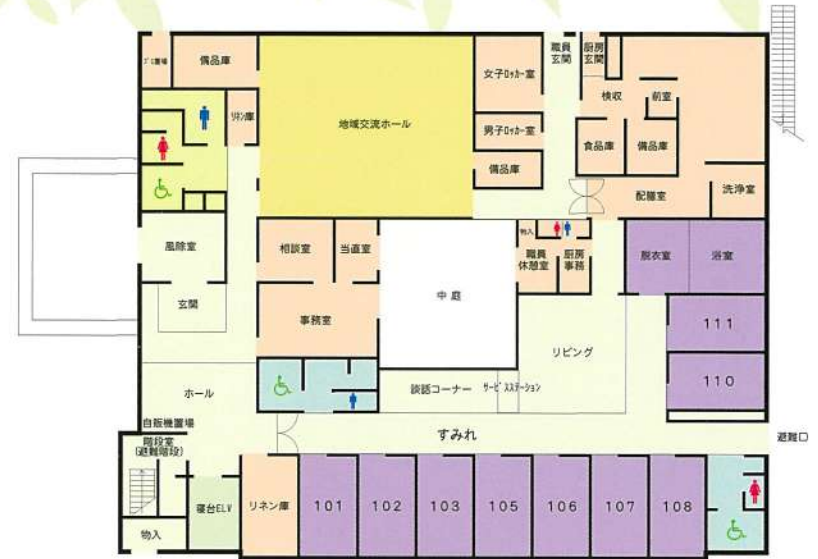 ゴミ置場
備品庫
リネン庫
地域交流ホール
女子ロッカー室
男子ロッカー室
備品庫
職員
玄関
厨房
玄関
検収
前室
食品庫
備品庫
配膳室
洗浄室
風除室
玄関
相談室
当直室
事務室
中庭
物入
職員
休憩室
厨房
事務
脱衣室
浴室
111
110
リビング
談話コーナー
サービスステーション
ホール
自販機置場
階段室
(避難階段)
すみれ
避難口
物入
寝台ELV
リネン庫
101
102
103
105
106
107
108